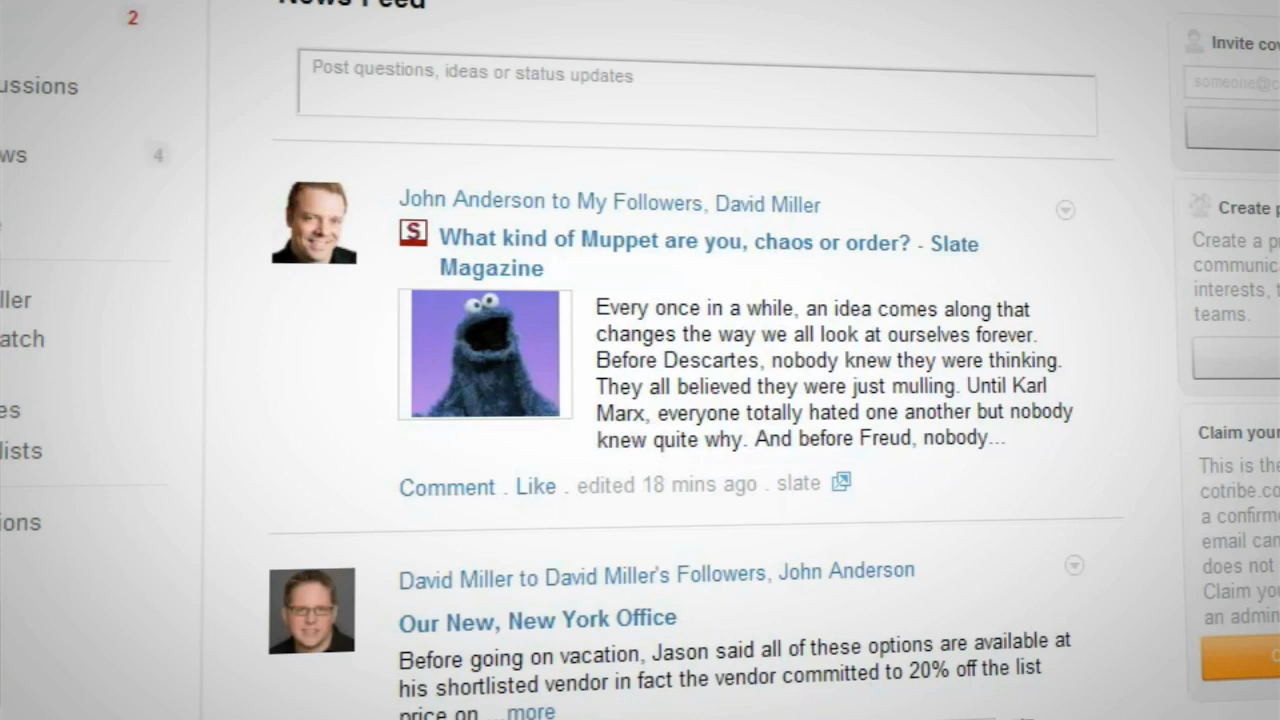 News Feed
2
ussions
ws
4
ller
atch
es
lists
ions
Post questions, ideas or status updates
John Anderson to My Followers, David Miller
S
What kind of Muppet are you, chaos or order? - Slate
Magazine
Every once in a while, an idea comes along that
changes the way we all look at ourselves forever.
Before Descartes, nobody knew they were thinking.
They all believed they were just mulling. Until Karl
Marx, everyone totally hated one another but nobody
knew quite why. And before Freud, nobody...
Comment . Like . edited 18 mins ago . slate
David Miller to David Miller's Followers, John Anderson
Our New, New York Office
Before going on vacation, Jason said all of these options are available at
his shortlisted vendor in fact the vendor committed to 20% off the list
price on ...more
Invite cov
someone@c
Create p
Create a p
communic
interests, t
teams.
Claim your
This is the
cotribe.co
a confirme
email can
does not
Claim you
an admin